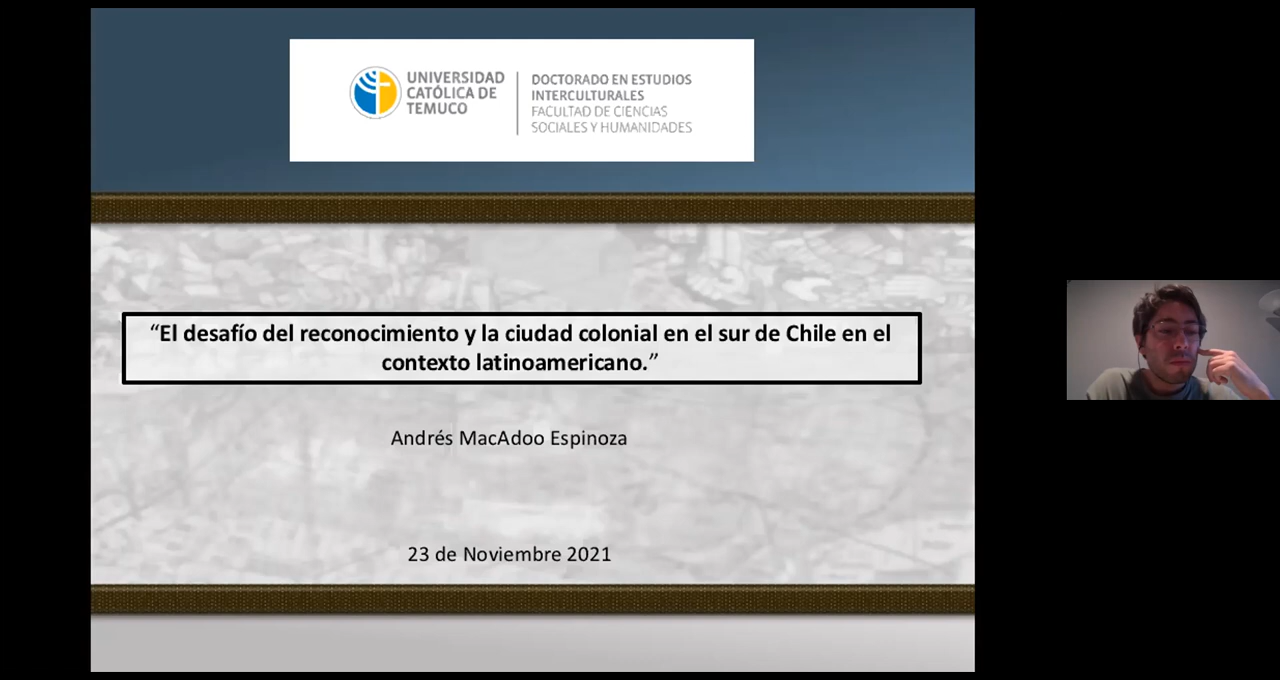 UNIVERSIDAD
CATÓLICA DE
TEMUCO
DOCTORADO EN ESTUDIOS
INTERCULTURALES
FACULTAD DE CIENCIAS
SOCIALES Y HUMANIDADES
“El desafío del reconocimiento y la ciudad colonial en el sur de Chile en el
contexto latinoamericano.”
Andrés MacAdoo Espinoza
23 de Noviembre 2021